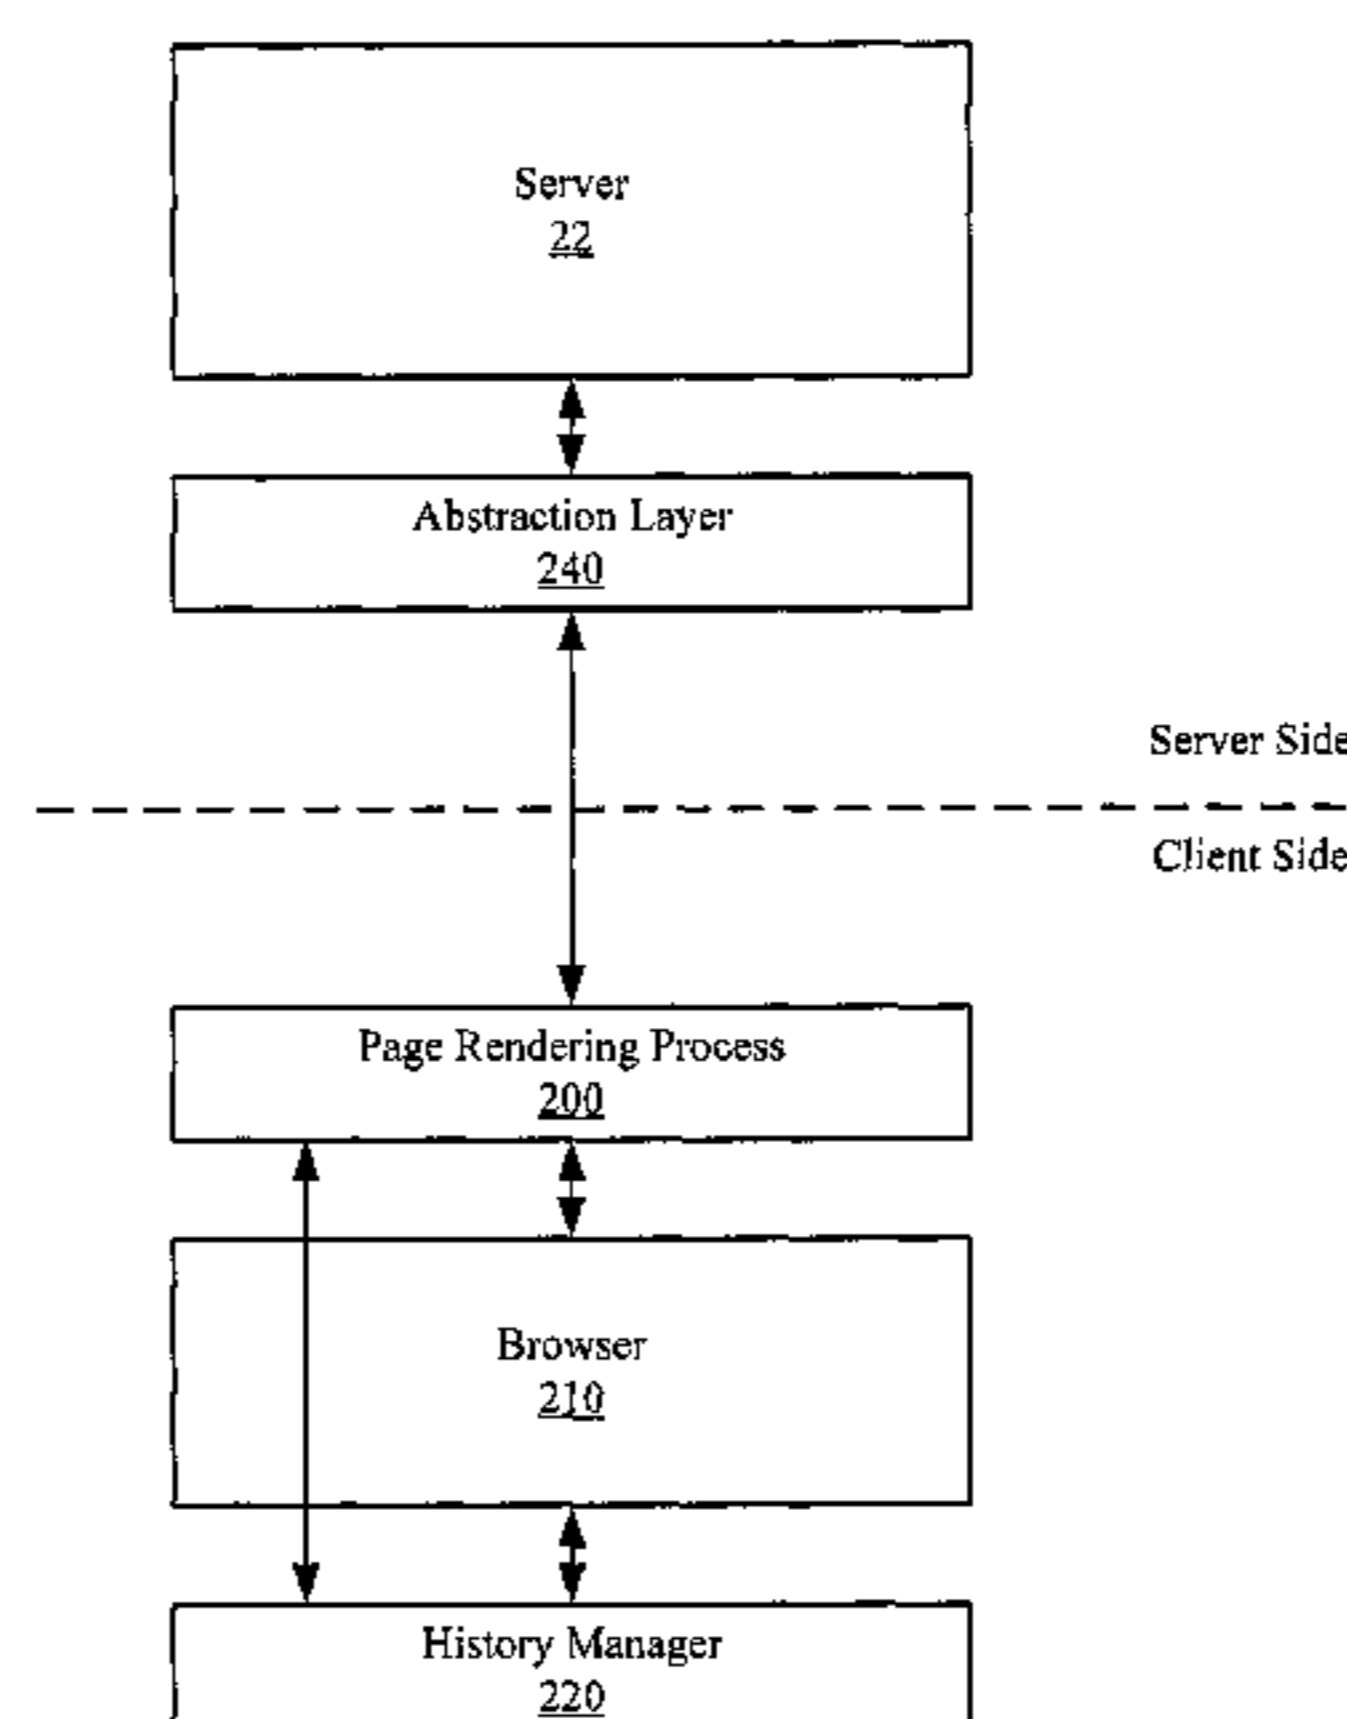 Server
22
Abstraction Layer
240
Server Side
Client Side
Page Rendering Process
200
Browser
210
History Manager
220